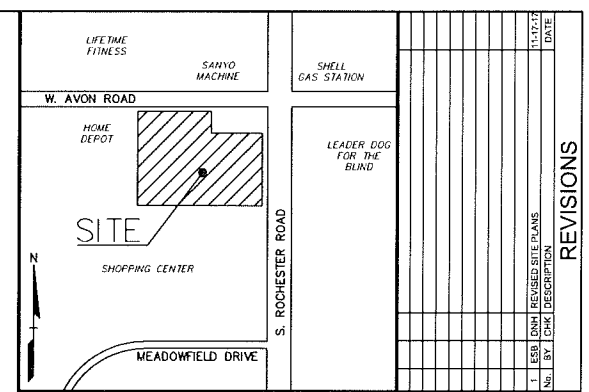 LIFETIME
FITNESS
SANYO
MACHINE
SHELL
GAS STATION
W. AVON ROAD
HOME
DEPOT
LEADER DOG
FOR THE
BLIND
SITE
N
SHOPPING CENTER
S. ROCHESTER ROAD
MEADOWFIELD DRIVE
1 ESB DNH REVISED SITE PLANS 11-17-17
No. BY CHK DESCRIPTION DATE
REVISIONS